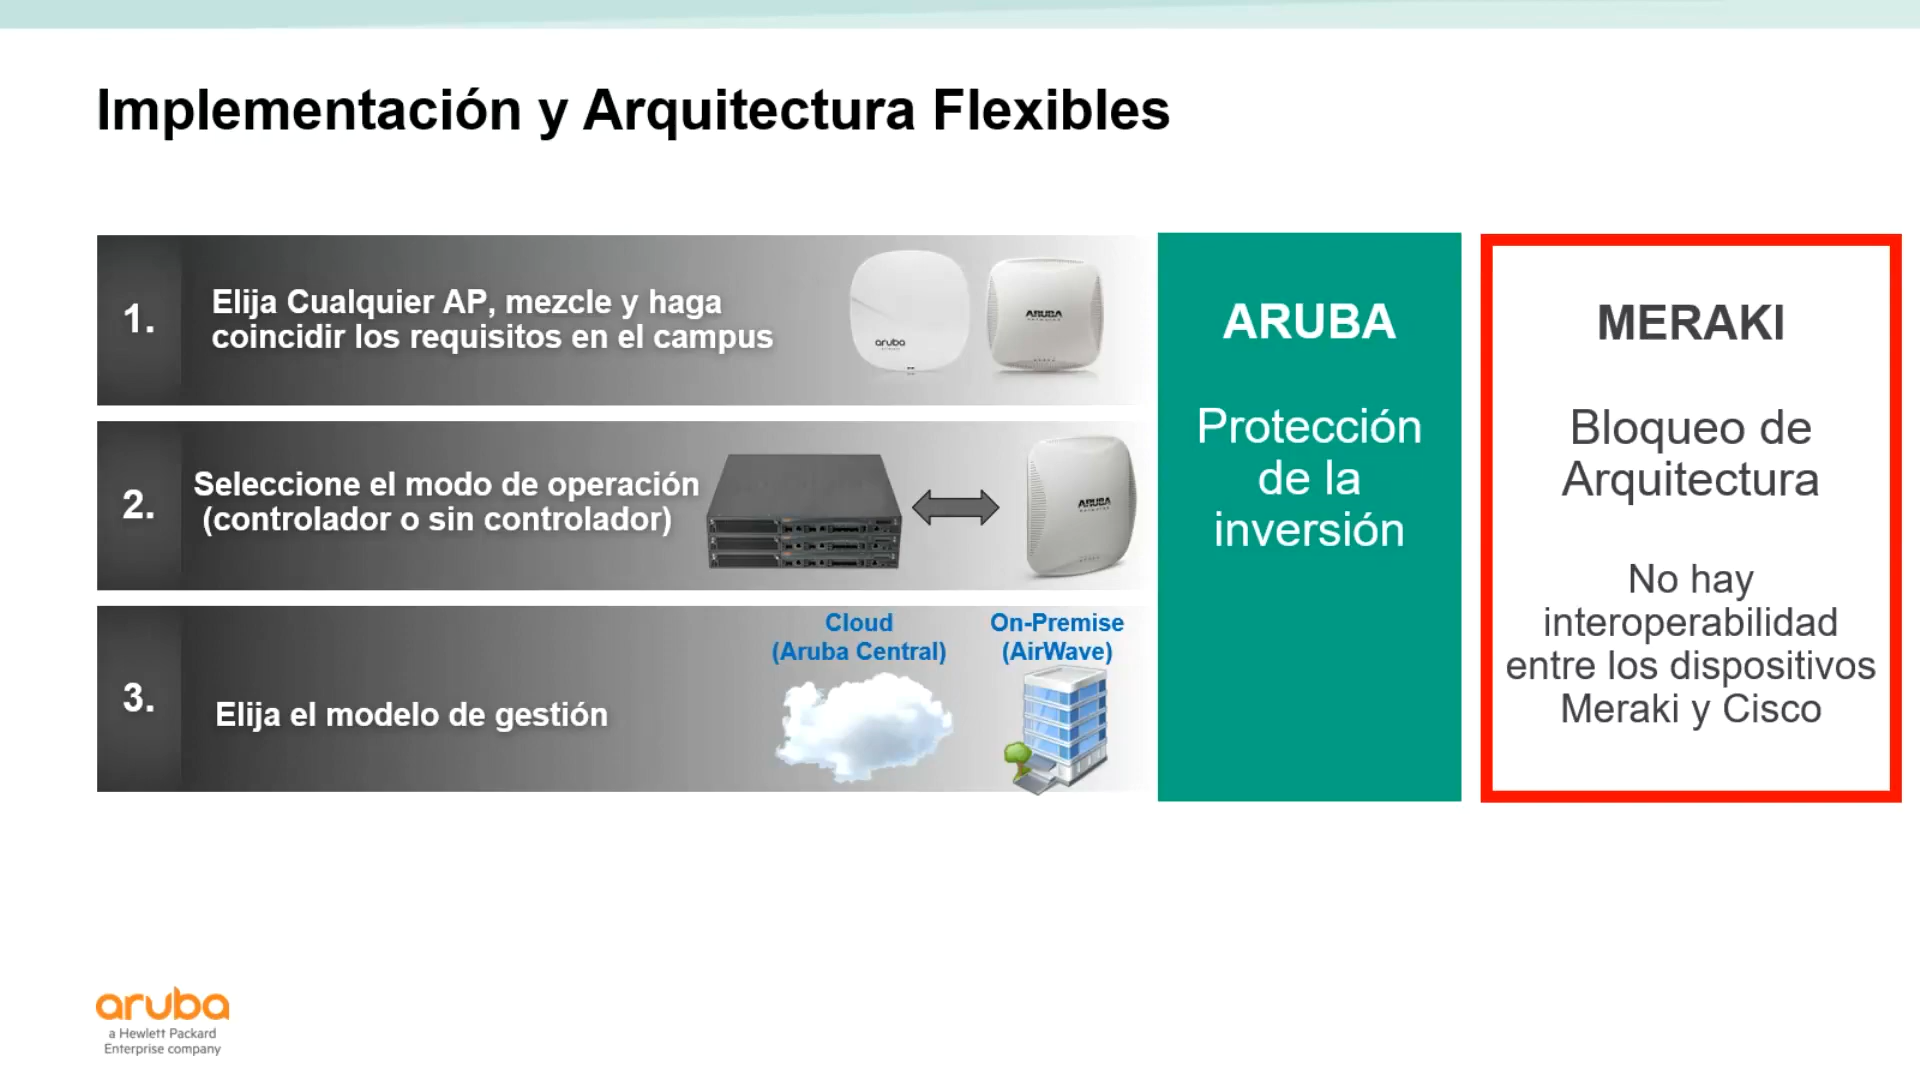 Implementación y Arquitectura Flexibles
1.
Elija Cualquier AP, mezcle y haga
coincidir los requisitos en el campus
aruba
ARUBA
networks
2.
Seleccione el modo de operación
(controlador o sin controlador)
ARUBA
networks
3.
Elija el modelo de gestión
Cloud
(Aruba Central)
On-Premise
(AirWave)
ARUBA
Protección
de la
inversión
MERAKI
Bloqueo de
Arquitectura
No hay
interoperabilidad
entre los dispositivos
Meraki y Cisco
aruba
a Hewlett Packard
Enterprise company